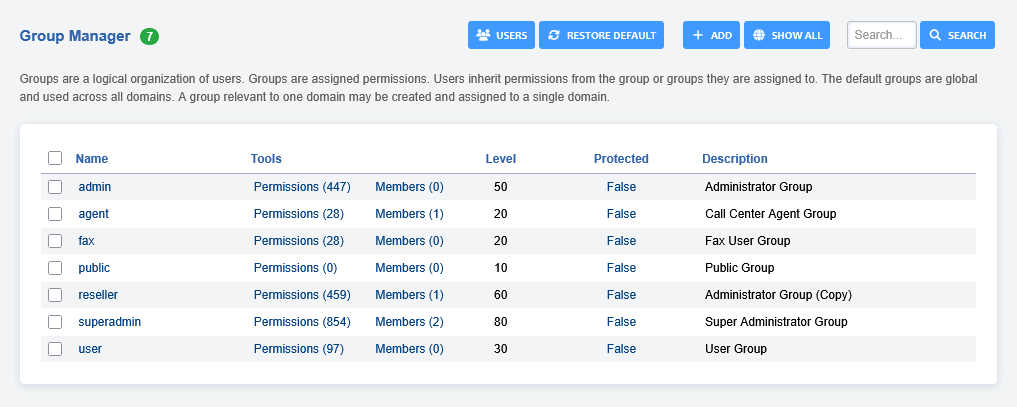 Group Manager 7 USERS RESTORE DEFAULT ADD SHOW ALL Search... SEARCH
Groups are a logical organization of users. Groups are assigned permissions. Users inherit permissions from the group or groups they are assigned to. The default groups are global
and used across all domains. A group relevant to one domain may be created and assigned to a single domain.
Name Tools Level Protected Description
admin Permissions (447) Members (0) 50 False Administrator Group
agent Permissions (28) Members (1) 20 False Call Center Agent Group
fax Permissions (28) Members (0) 20 False Fax User Group
public Permissions (0) Members (0) 10 False Public Group
reseller Permissions (459) Members (1) 60 False Administrator Group (Copy)
superadmin Permissions (854) Members (2) 80 False Super Administrator Group
user Permissions (97) Members (0) 30 False User Group